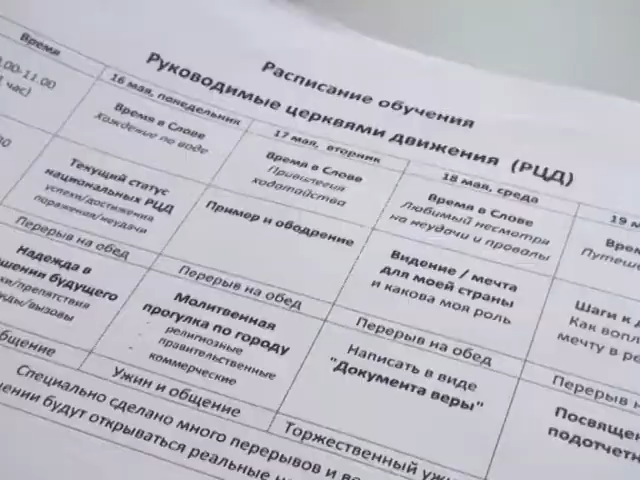 Расписание обучения
Руководимые церквями движения (РЦД)
Время
16 мая, понедельник
17 мая, вторник
18 мая, среда
Время в Слове
Хождение по воде
Время в Слове
Привилегия
ходатайства
Время в Слове
Любимый несмотря
на неудачи и провалы
Текущий статус
национальных РЦД
успехи/достижения
поражения/неудачи
Пример и ободрение
Видение / мечта
для моей страны
и какова моя роль
Шаги к
мечту в
Перерыв на обед
Перерыв на обед
Перерыв на обед
Перерыв
Надежда в
будущего
Молитвенная
прогулка по городу
религиозные
правительственные
коммерческие
Написать в виде
"Документа веры"
Ужин и общение
Торжественный
Специально сделано много перерывов и
будут открываться реальные